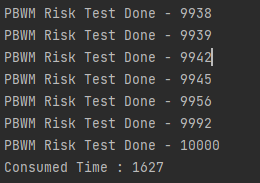 PBWM Risk Test Done - 9938
PBWM Risk Test Done - 9939
PBWM Risk Test Done - 9942
PBWM Risk Test Done - 9945
PBWM Risk Test Done - 9956
PBWM Risk Test Done - 9992
PBWM Risk Test Done - 10000
Consumed Time : 1627